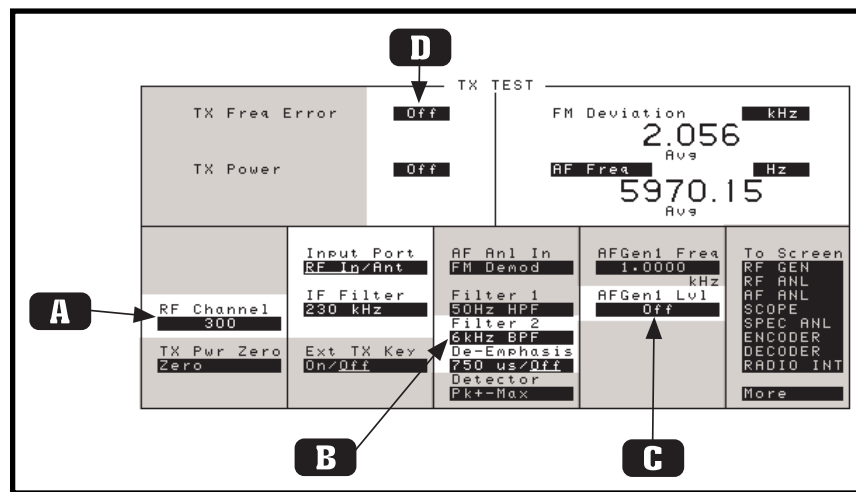 D
TX TEST
TX Freq Error
Off
FM Deviation
kHz
2.056
Avg
TX Power
Off
AF Freq
Hz
5970.15
Avg
A
RF Channel
300
TX Pwr Zero
Zero
Input Port
RF In/Ant
IF Filter
230 kHz
Ext TX Key
On/Off
AF Anl In
FM Demod
Filter 1
50Hz HPF
Filter 2
6kHz BPF
De-Emphasis
750 us/Off
Detector
Pk+-Max
AFGen1 Freq
1.0000
kHz
AFGen1 Lvl
Off
To Screen
RF GEN
RF ANL
AF ANL
SCOPE
SPEC ANL
ENCODER
DECODER
RADIO INT
More
B
C